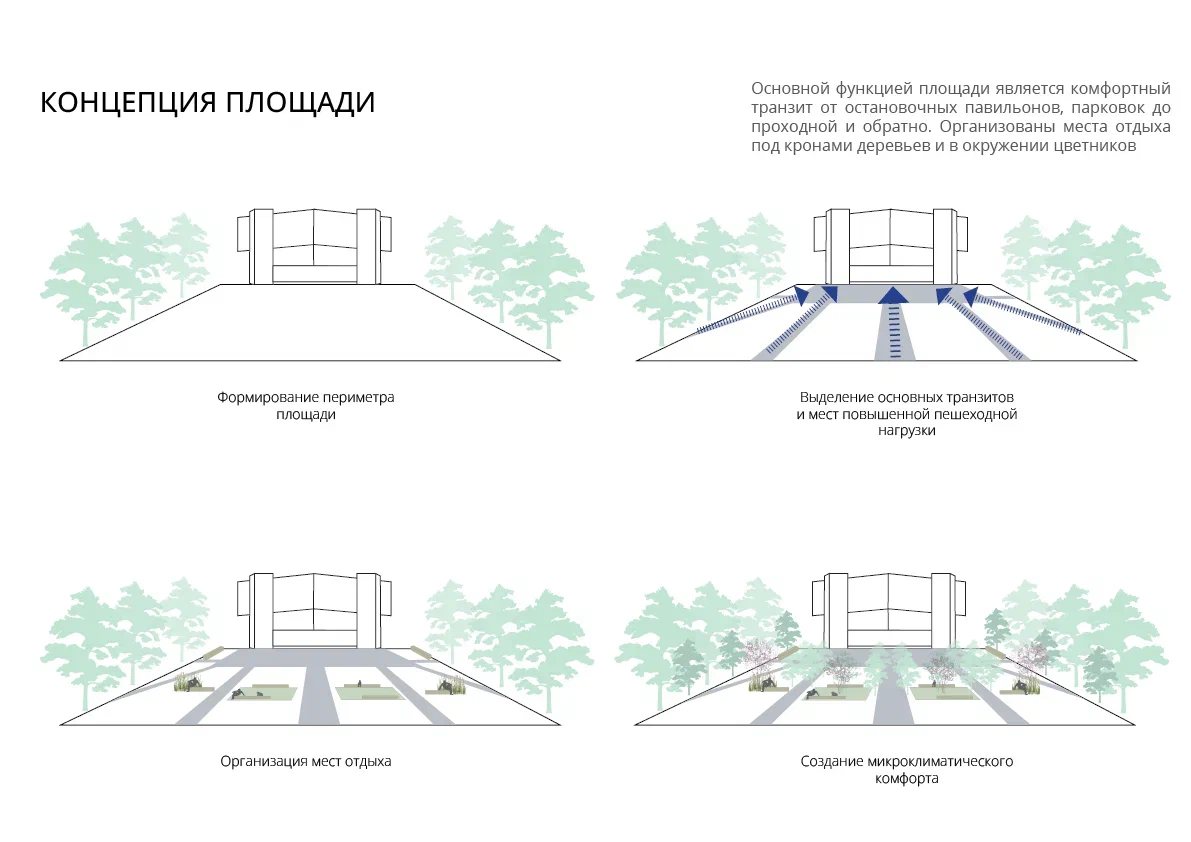 КОНЦЕПЦИЯ ПЛОЩАДИ
Основной функцией площади является комфортный
транзит от остановочных павильонов, парковок до
проходной и обратно. Организованы места отдыха
под кронами деревьев и в окружении цветников
Формирование периметра
площади
Выделение основных транзитов
и мест повышенной пешеходной
нагрузки
Организация мест отдыха
Создание микроклиматического
комфорта